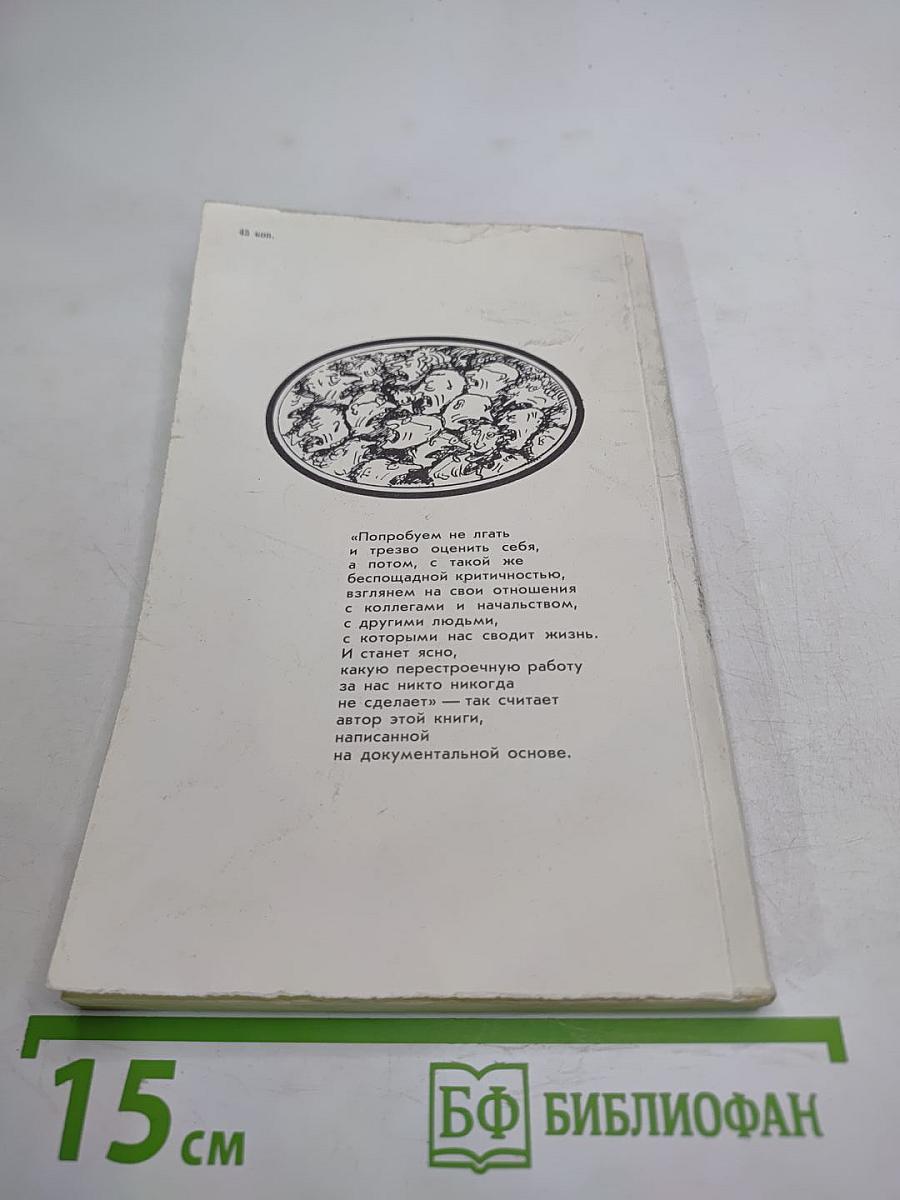 45 коп.
«Попробуем не лгать
и трезво оценить себя,
а потом, с такой же
беспощадной критичностью,
взглянем на свои отношения
с коллегами и начальством,
с другими людьми,
с которыми нас сводит жизнь.
И станет ясно,
какую перестроечную работу
за нас никто никогда
не сделает» — так считает
автор этой книги,
написанной
на документальной основе.
15 см
БФ БИБЛИОФАН